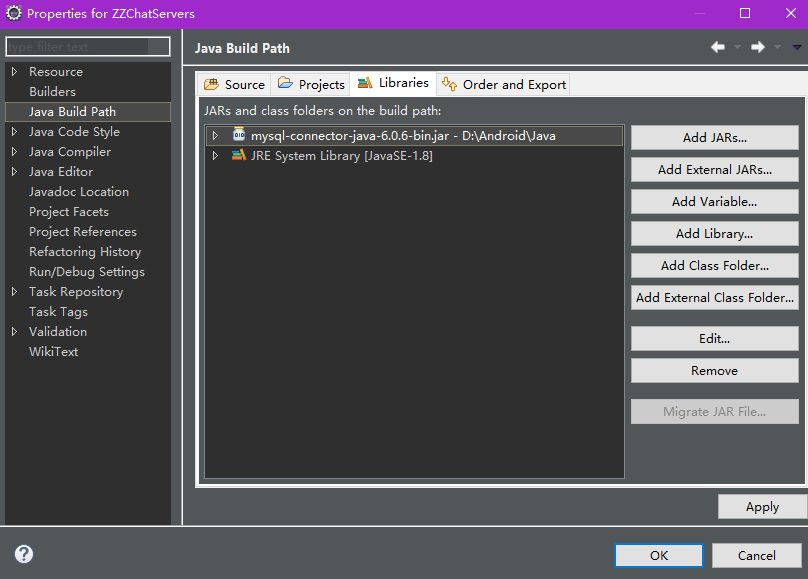 Properties for ZZChatServers
type filter text
Resource
Builders
Java Build Path
Java Code Style
Java Compiler
Java Editor
Javadoc Location
Project Facets
Project References
Refactoring History
Run/Debug Settings
Task Repository
Task Tags
Validation
WikiText
Java Build Path
Source
Projects
Libraries
Order and Export
JARs and class folders on the build path:
010
mysql-connector-java-6.0.6-bin.jar - D:\Android\Java
JRE System Library [JavaSE-1.8]
Add JARs...
Add External JARs...
Add Variable...
Add Library...
Add Class Folder...
Add External Class Folder...
Edit...
Remove
Migrate JAR File...
Apply
?
OK
Cancel